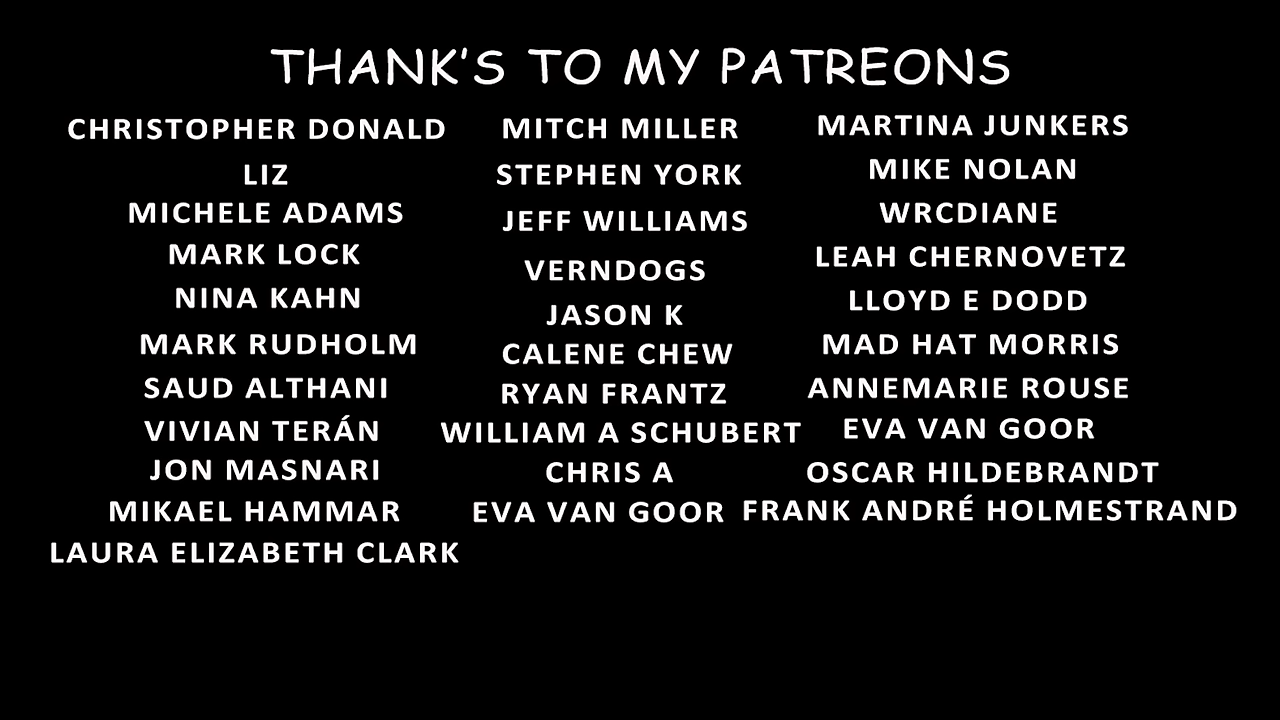 THANK'S TO MY PATREONS
CHRISTOPHER DONALD
LIZ
MICHELE ADAMS
MARK LOCK
NINA KAHN
MARK RUDHOLM
SAUD ALTHANI
VIVIAN TERÁN
JON MASNARI
MIKAEL HAMMAR
LAURA ELIZABETH CLARK
MITCH MILLER
STEPHEN YORK
JEFF WILLIAMS
VERNDOGS
JASON K
CALENE CHEW
RYAN FRANTZ
WILLIAM A SCHUBERT
CHRIS A
EVA VAN GOOR
MARTINA JUNKERS
MIKE NOLAN
WRCDIANE
LEAH CHERNOVETZ
LLOYD E DODD
MAD HAT MORRIS
ANNEMARIE ROUSE
EVA VAN GOOR
OSCAR HILDEBRANDT
FRANK ANDRÉ HOLMESTRAND